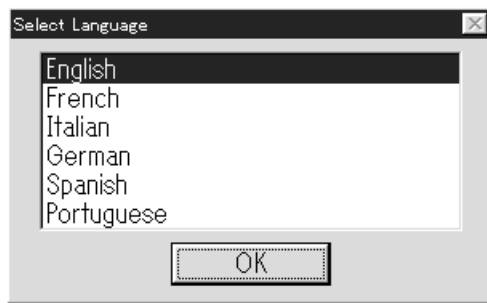 Select Language
English
French
Italian
German
Spanish
Portuguese
OK